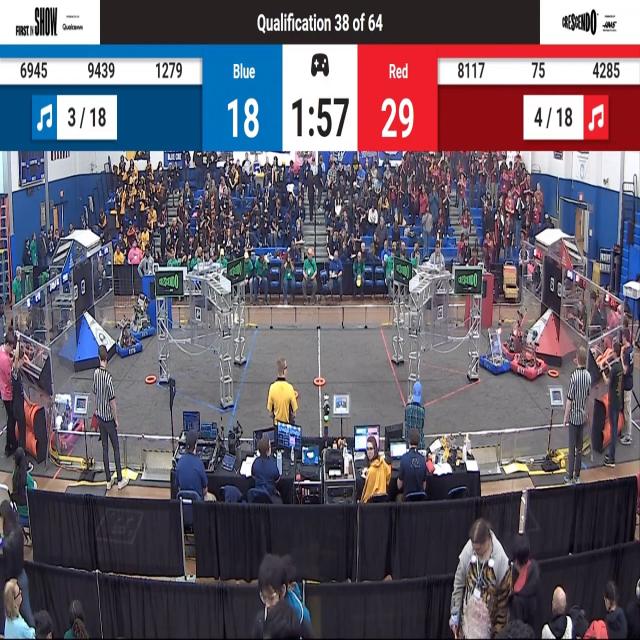 FIRST IN SHOW
Qualcomm
Qualification 38 of 64
CRESCENDO
6945 9439 1279
Blue
Red
8117 75 4285
3 / 18
18
1:57
29
4 / 18